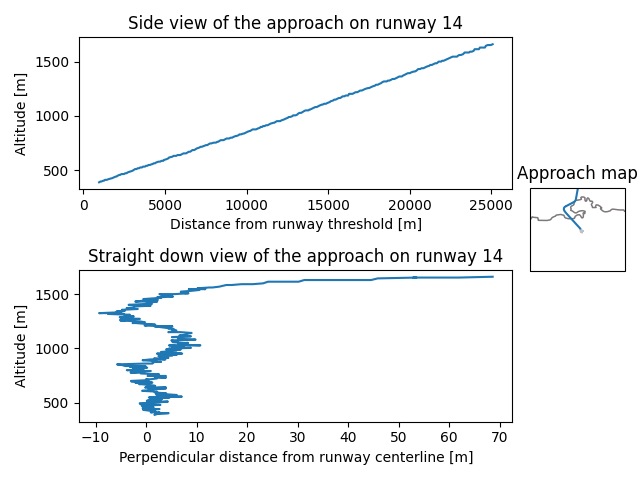 Side view of the approach on runway 14
1500
1000
500
Altitude [m]
0 5000 10000 15000 20000 25000
Distance from runway threshold [m]
Approach map
Straight down view of the approach on runway 14
1500
1000
500
Altitude [m]
−10 0 10 20 30 40 50 60 70
Perpendicular distance from runway centerline [m]